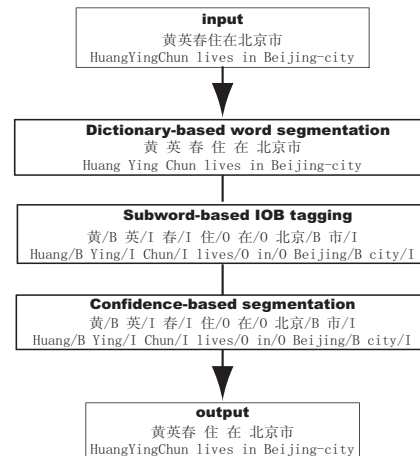 input
黄英春住在北京市
HuangYingChun lives in Beijing-city
Dictionary-based word segmentation
黄 英 春 住 在 北京市
Huang Ying Chun lives in Beijing-city
Subword-based IOB tagging
黄/B 英/I 春/I 住/O 在/O 北京/B 市/I
Huang/B Ying/I Chun/I lives/O in/O Beijing/B city/I
Confidence-based segmentation
黄/B 英/I 春/I 住/O 在/O 北京/B 市/I
Huang/B Ying/I Chun/I lives/O in/O Beijing/B city/I
output
黄英春 住 在 北京市
HuangYingChun lives in Beijing-city